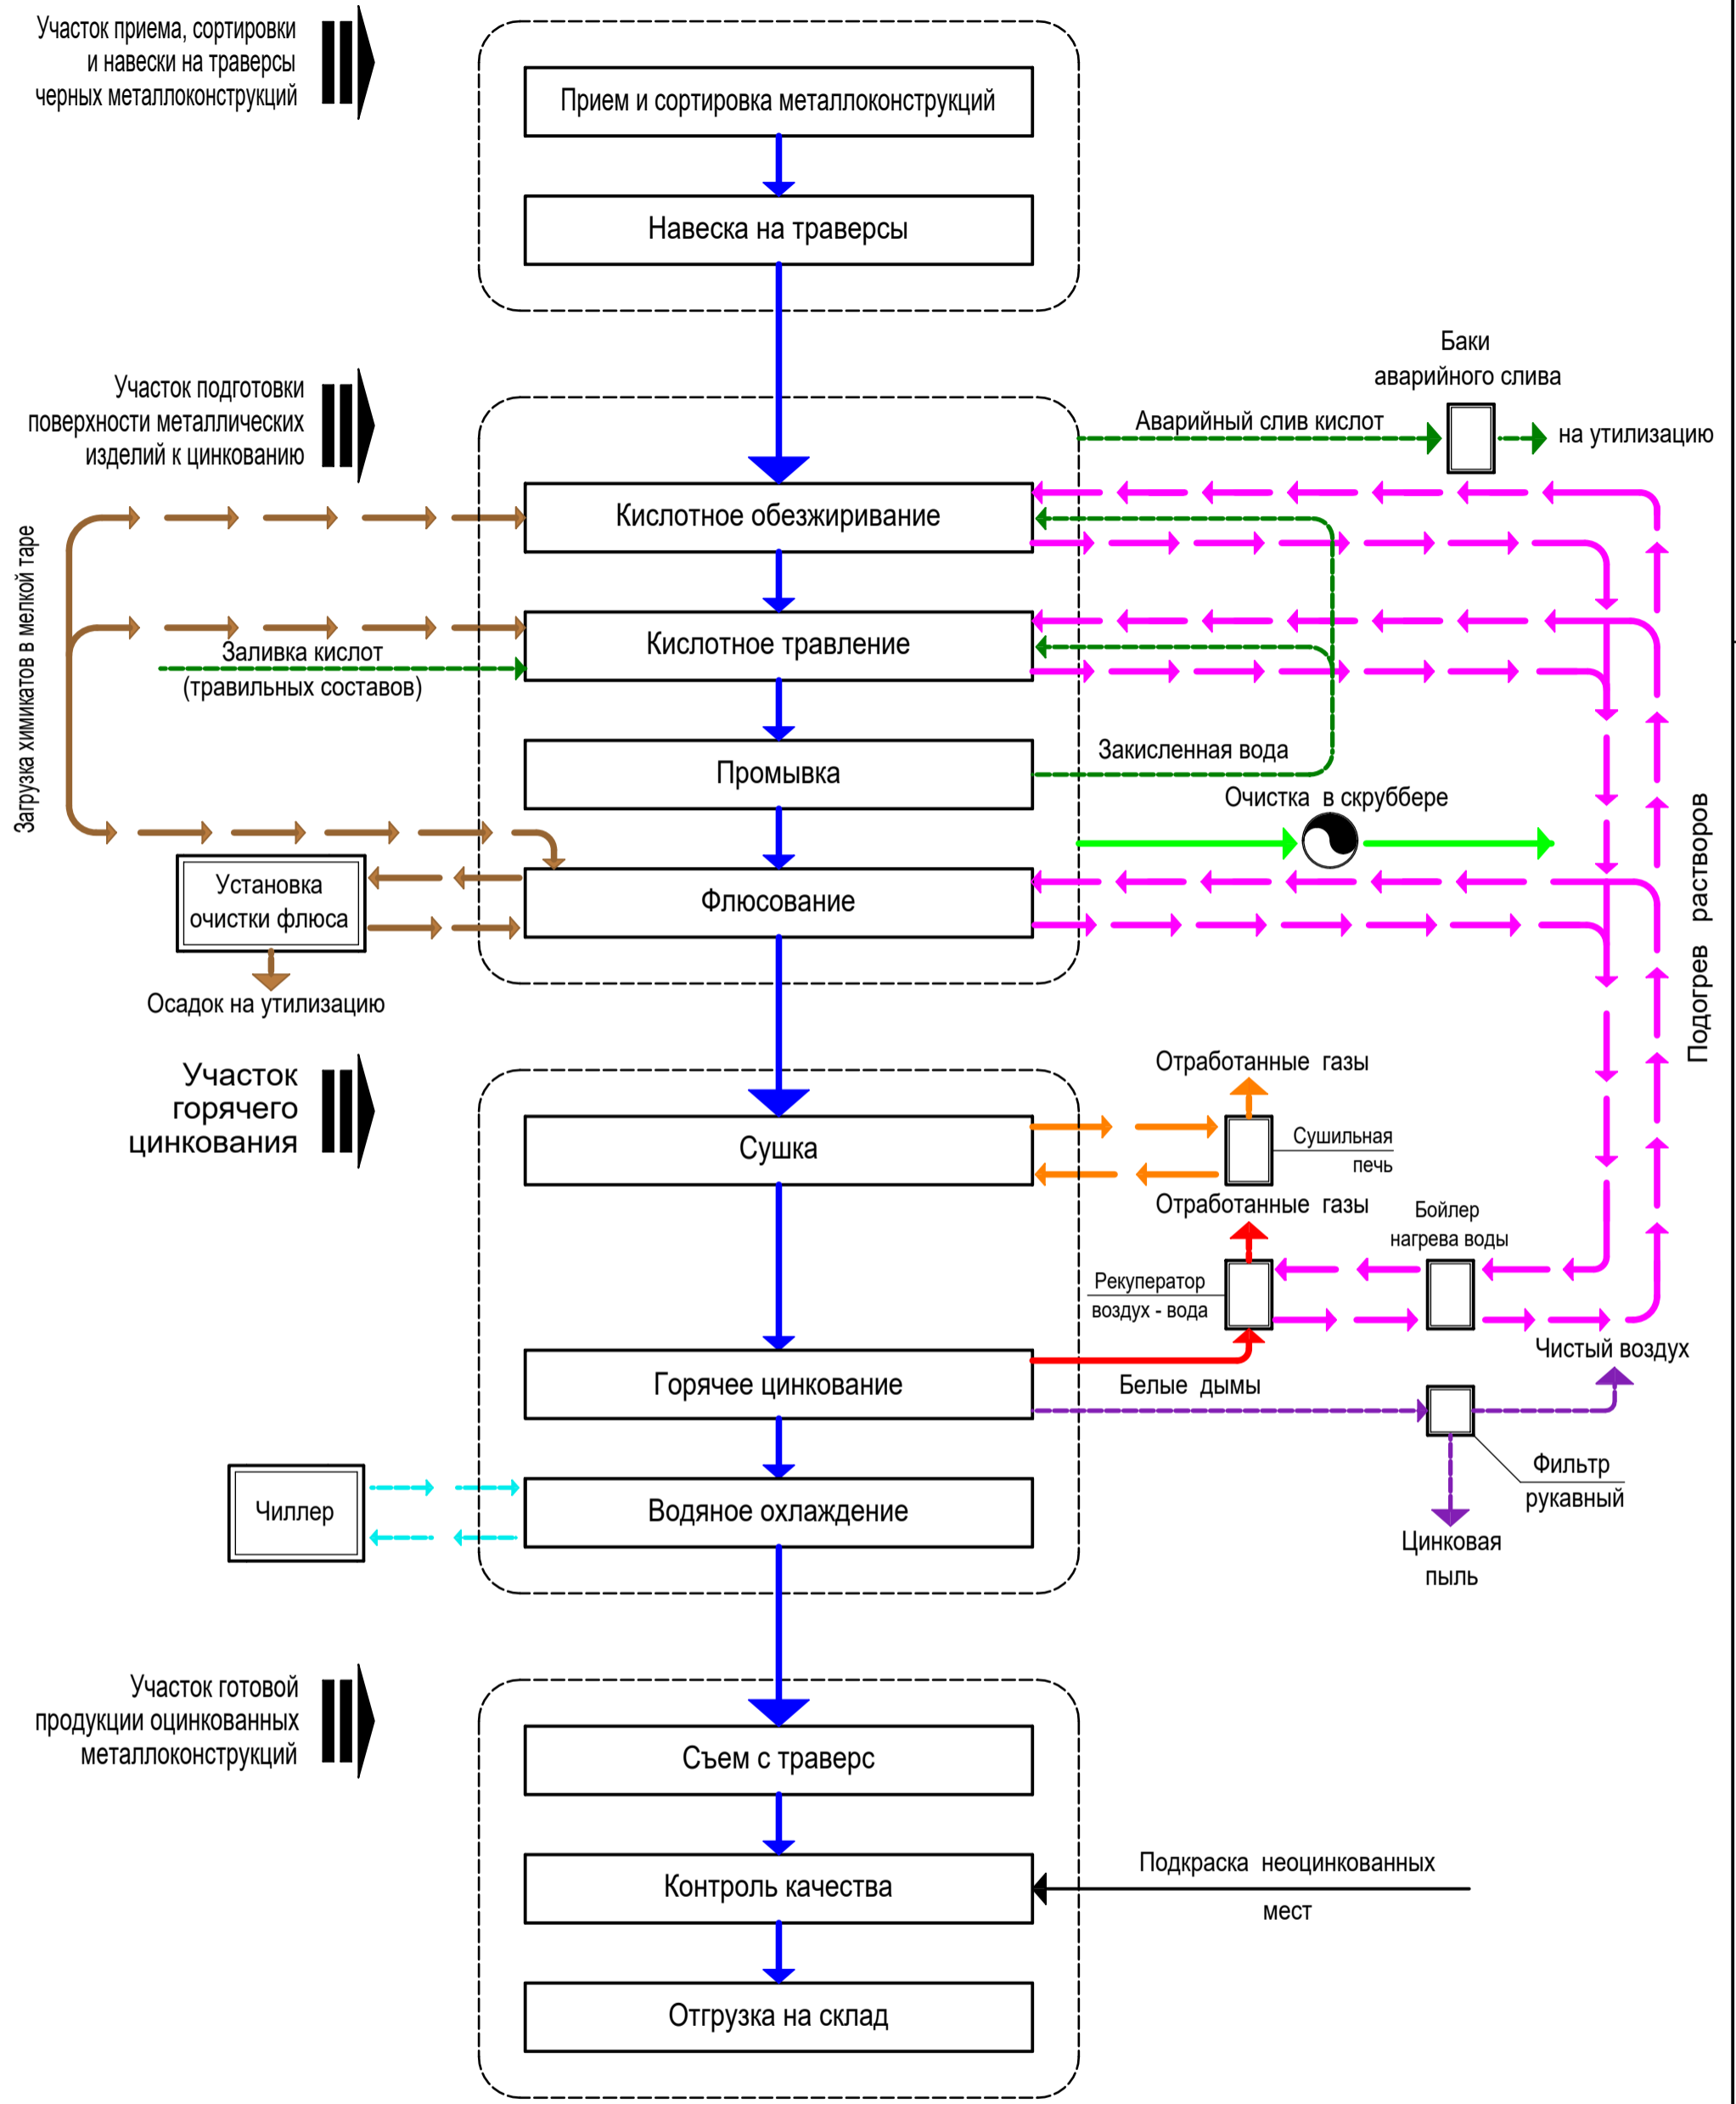 Участок приема, сортировки
и навески на траверсы
черных металлоконструкций
Прием и сортировка металлоконструкций
Навеска на траверсы
Участок подготовки
поверхности металлических
изделий к цинкованию
Баки
аварийного слива
Аварийный слив кислот
на утилизацию
Кислотное обезжиривание
Загрузка химикатов в мелкой таре
Кислотное травление
Заливка кислот
(травильных составов)
Промывка
Закисленная вода
Очистка в скруббере
Подогрев растворов
Установка
очистки флюса
Флюсование
Осадок на утилизацию
Участок
горячего
цинкования
Отработанные газы
Сушка
Сушильная
печь
Отработанные газы
Бойлер
нагрева воды
Рекуператор
воздух - вода
Чистый воздух
Горячее цинкование
Белые дымы
Фильтр
рукавный
Чиллер
Водяное охлаждение
Цинковая
пыль
Участок готовой
продукции оцинкованных
металлоконструкций
Съем с траверс
Контроль качества
Подкраска неоцинкованных
мест
Отгрузка на склад